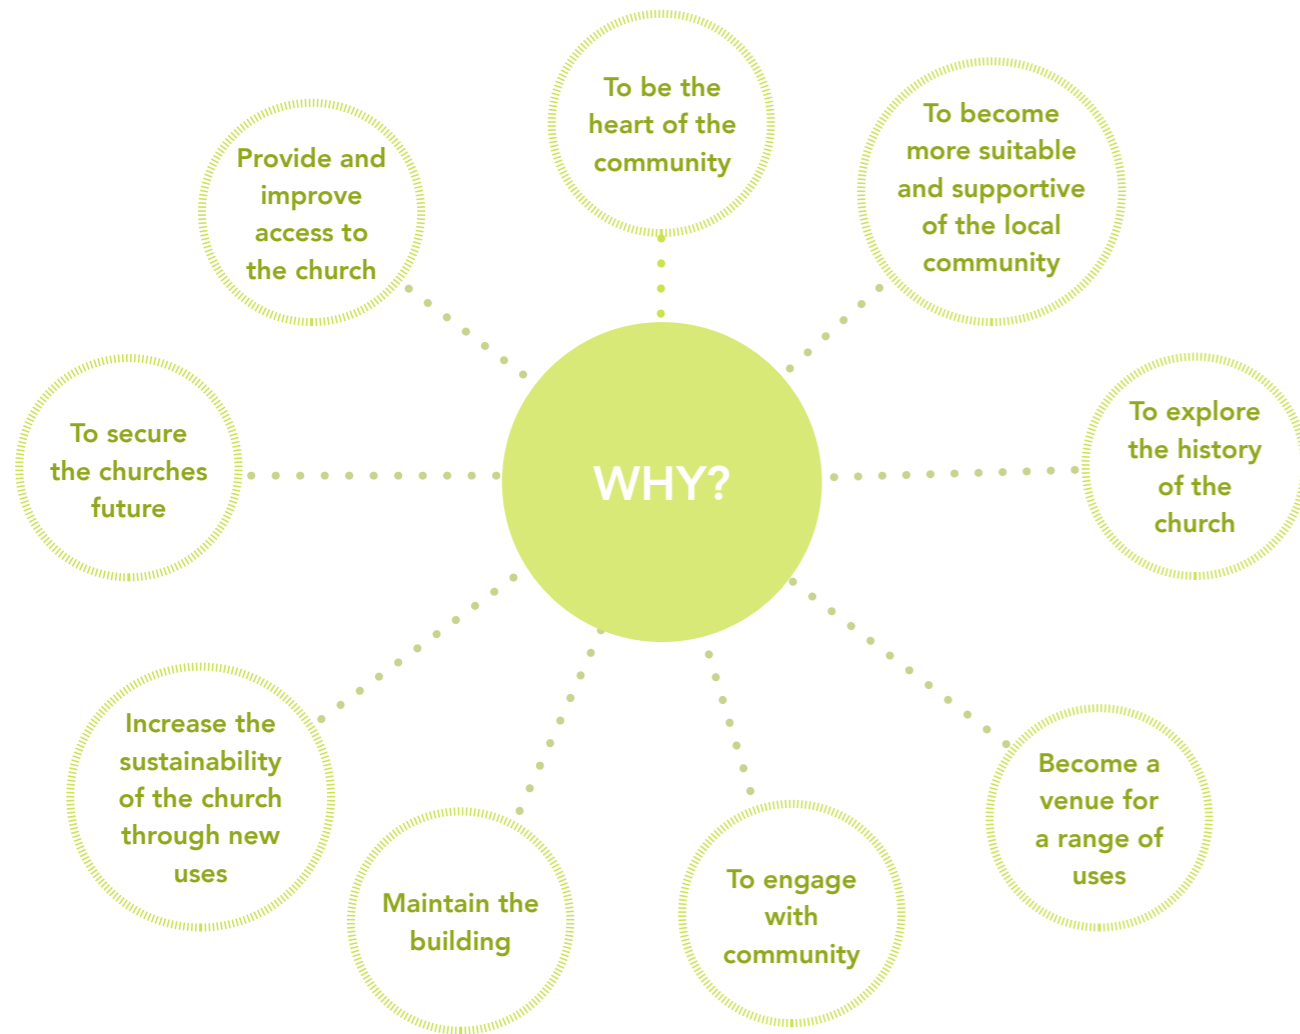 To be the
heart of the
community
To become
more suitable
and supportive
of the local
community
Provide and
improve
access to
the church
To explore
the history
of the
church
To secure
the churches
future
WHY?
Increase the
sustainability
of the church
through new
uses
Become a
venue for
a range of
uses
Maintain the
building
To engage
with
community